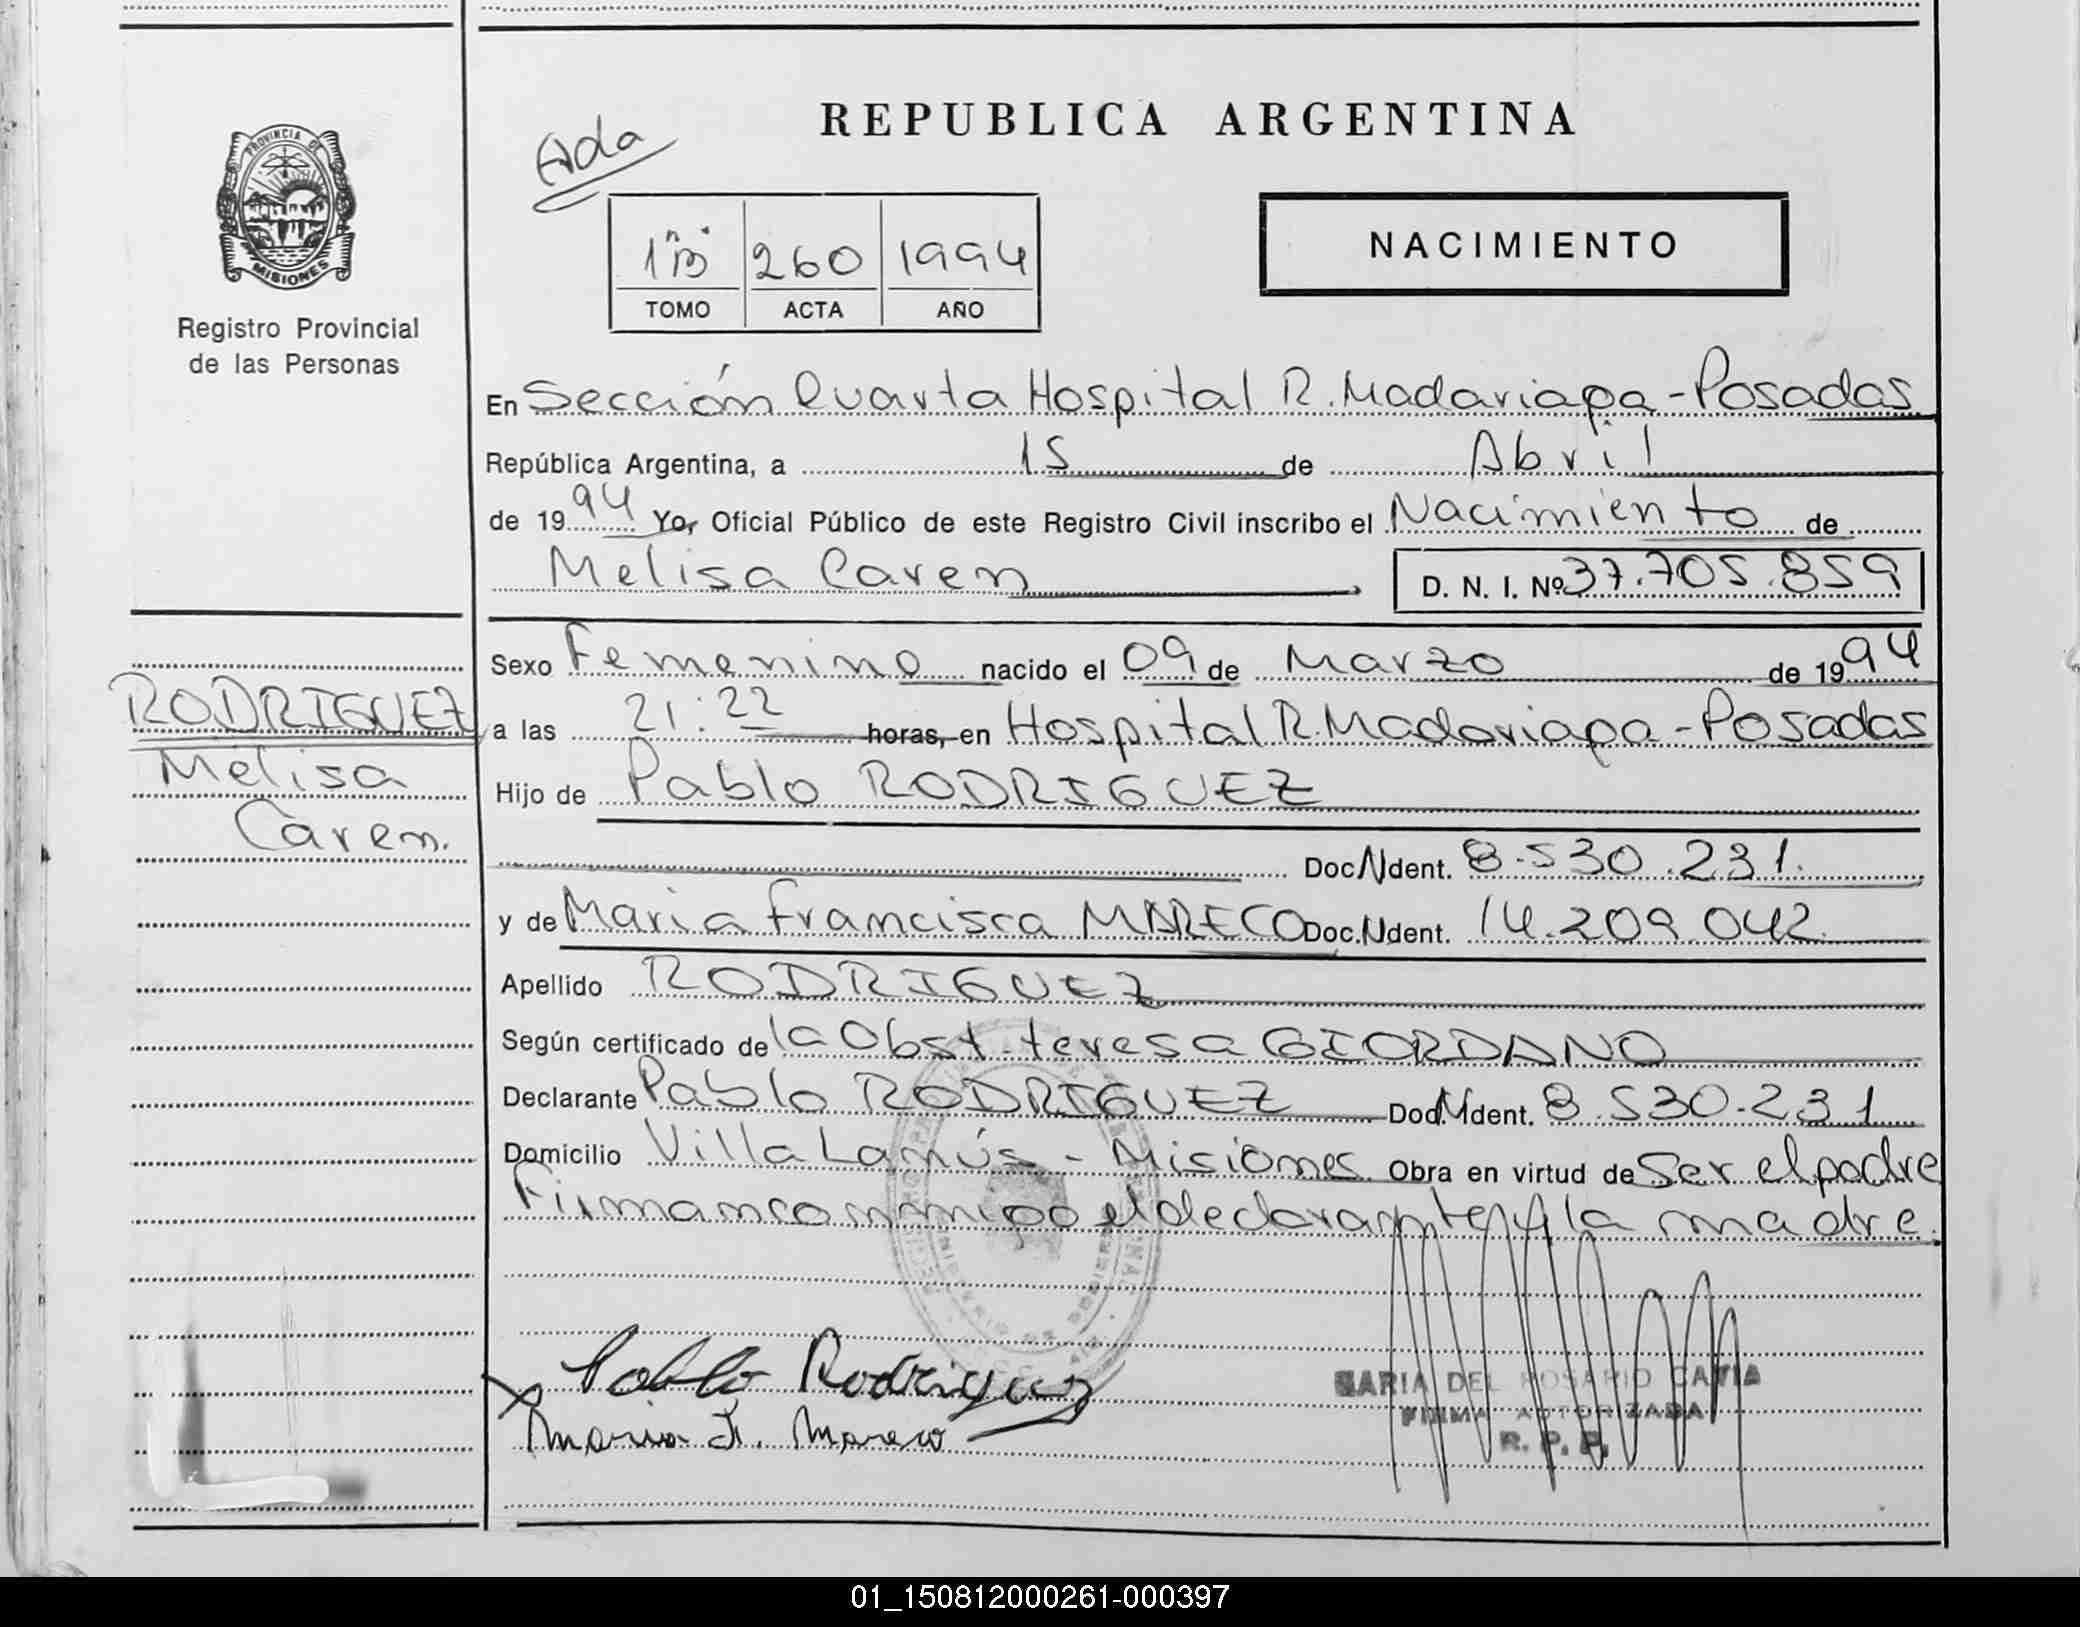 REPUBLICA ARGENTINA
Ada
PROVINCIA DE
MISIONES
Registro Provincial
de las Personas
1"B" 260 1994
TOMO ACTA AÑO
NACIMIENTO
En Sección Cuarta Hospital R. Madariaga - Posadas
República Argentina, a 15 de Abril
de 1994 Yo, Oficial Público de este Registro Civil inscribo el Nacimiento de
Melisa Caren D. N. I. Nº 37.705.859
Sexo Femenino nacido el 09 de Marzo de 1994
RODRIGUEZ
Melisa
Caren.
a las 21:22 horas, en Hospital R. Madariaga - Posadas
Hijo de Pablo RODRIGUEZ
Doc. N Ident. 8.530.231.
y de Maria Francisca MARECO Doc. N Ident. 14.209.042
Apellido RODRIGUEZ
Según certificado de la Obst. teresa GIORDANO
Declarante Pablo RODRIGUEZ Doc. N Ident. 8.530.231
Domicilio Villa Lanús - Misiones Obra en virtud de Ser el padre
Firman conmigo el declarante y la madre.
Pablo Rodriguez
Maria F. Mareco
MARIA DEL ROSARIO CAVIA
FIRMA AUTORIZADA
R. P. P.
01_150812000261-000397